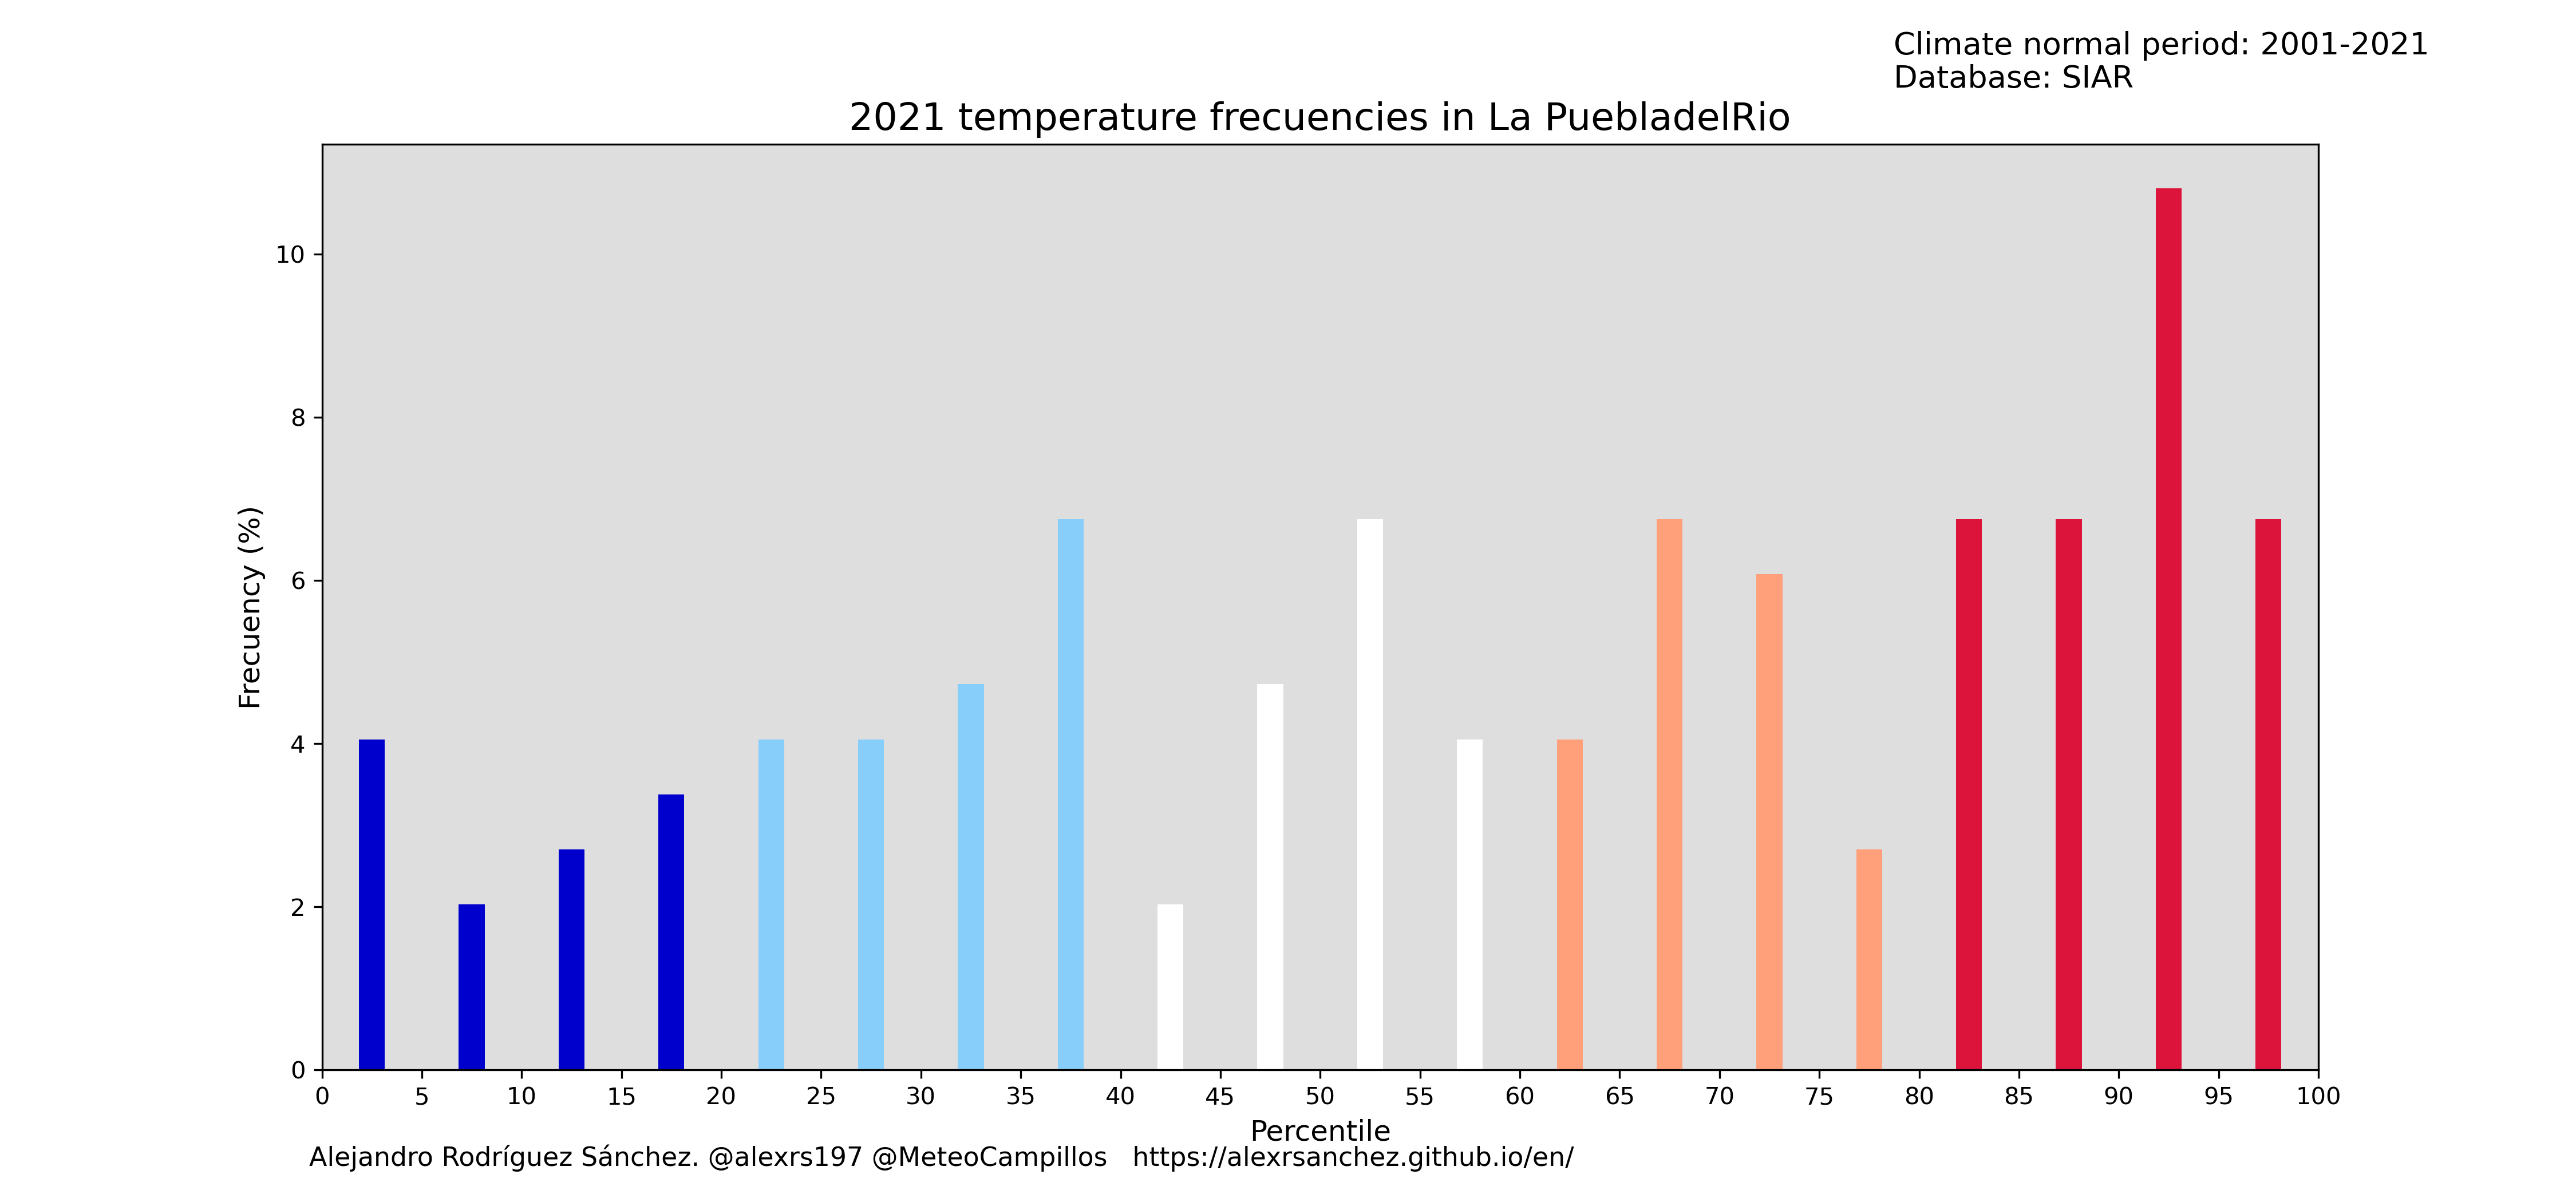 Climate normal period: 2001-2021
Database: SIAR
2021 temperature frecuencies in La PuebladelRio
Frecuency (%)
10
8
6
4
2
0
0 5 10 15 20 25 30 35 40 45 50 55 60 65 70 75 80 85 90 95 100
Percentile
Alejandro Rodríguez Sánchez. @alexrs197 @MeteoCampillos https://alexrsanchez.github.io/en/